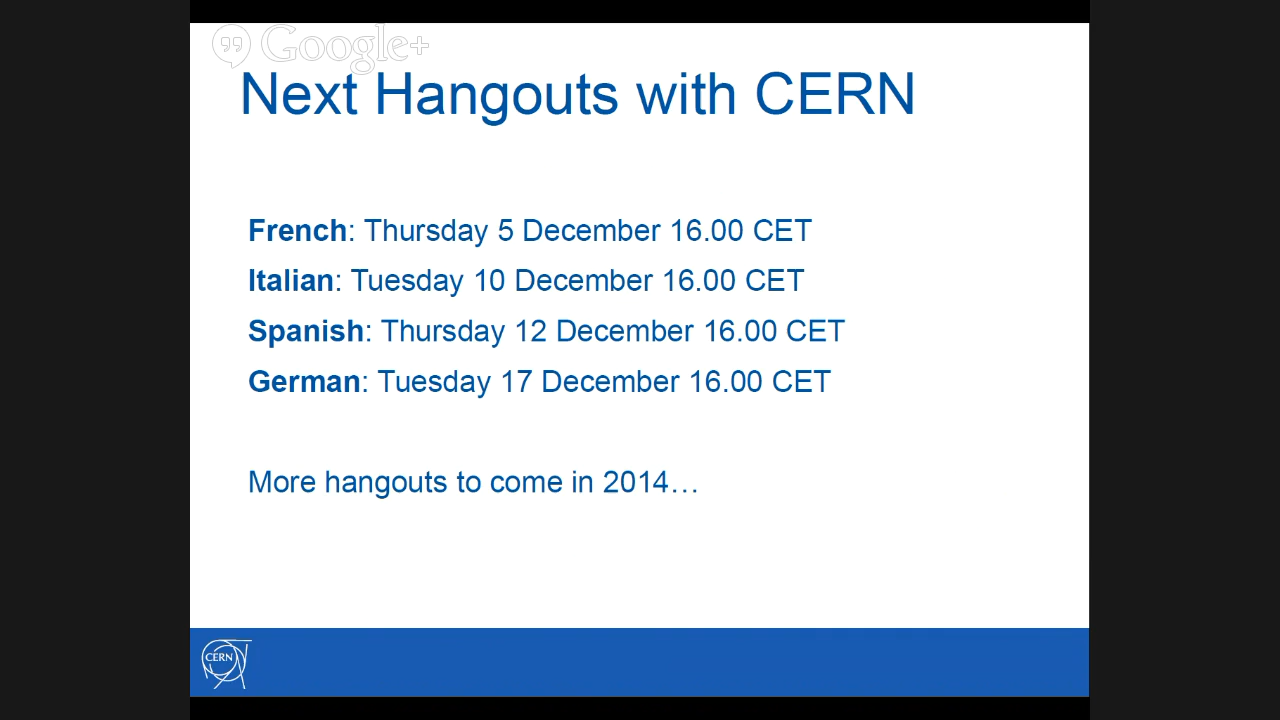 Google+
Next Hangouts with CERN
French: Thursday 5 December 16.00 CET
Italian: Tuesday 10 December 16.00 CET
Spanish: Thursday 12 December 16.00 CET
German: Tuesday 17 December 16.00 CET
More hangouts to come in 2014…
CERN